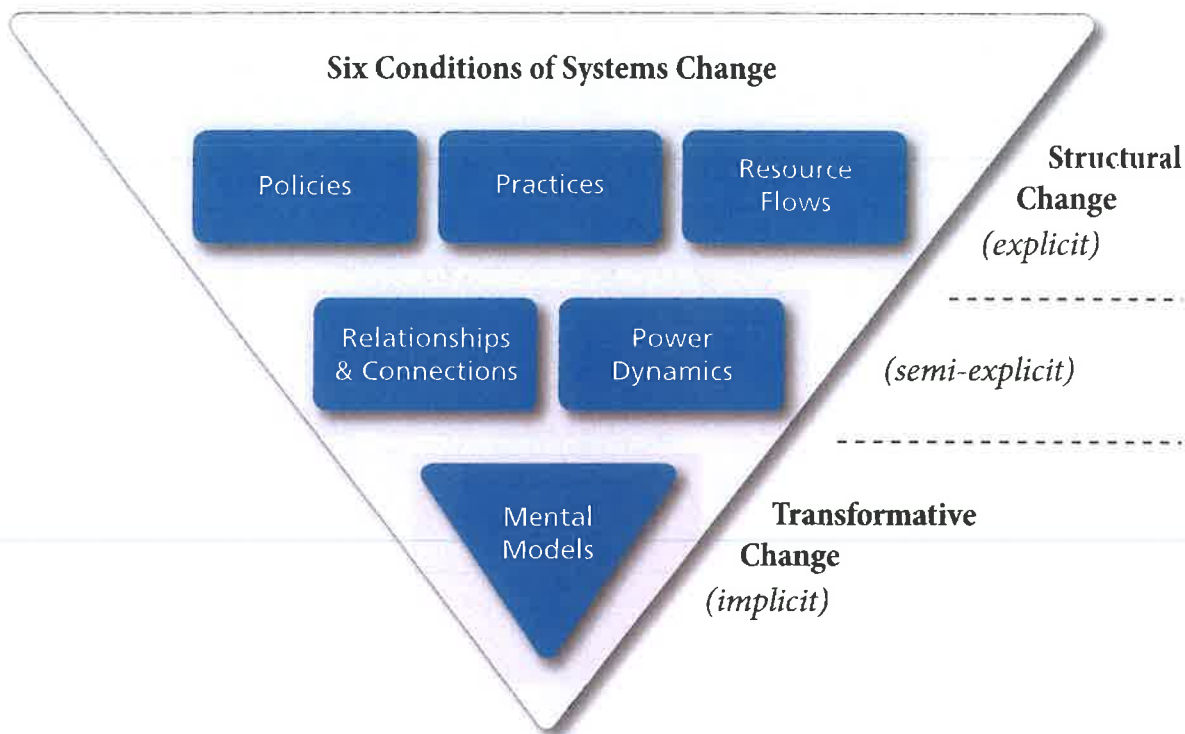 Six Conditions of Systems Change
Policies
Practices
Resource
Flows
Structural
Change
(explicit)
Relationships
& Connections
Power
Dynamics
(semi-explicit)
Mental
Models
Transformative
Change
(implicit)